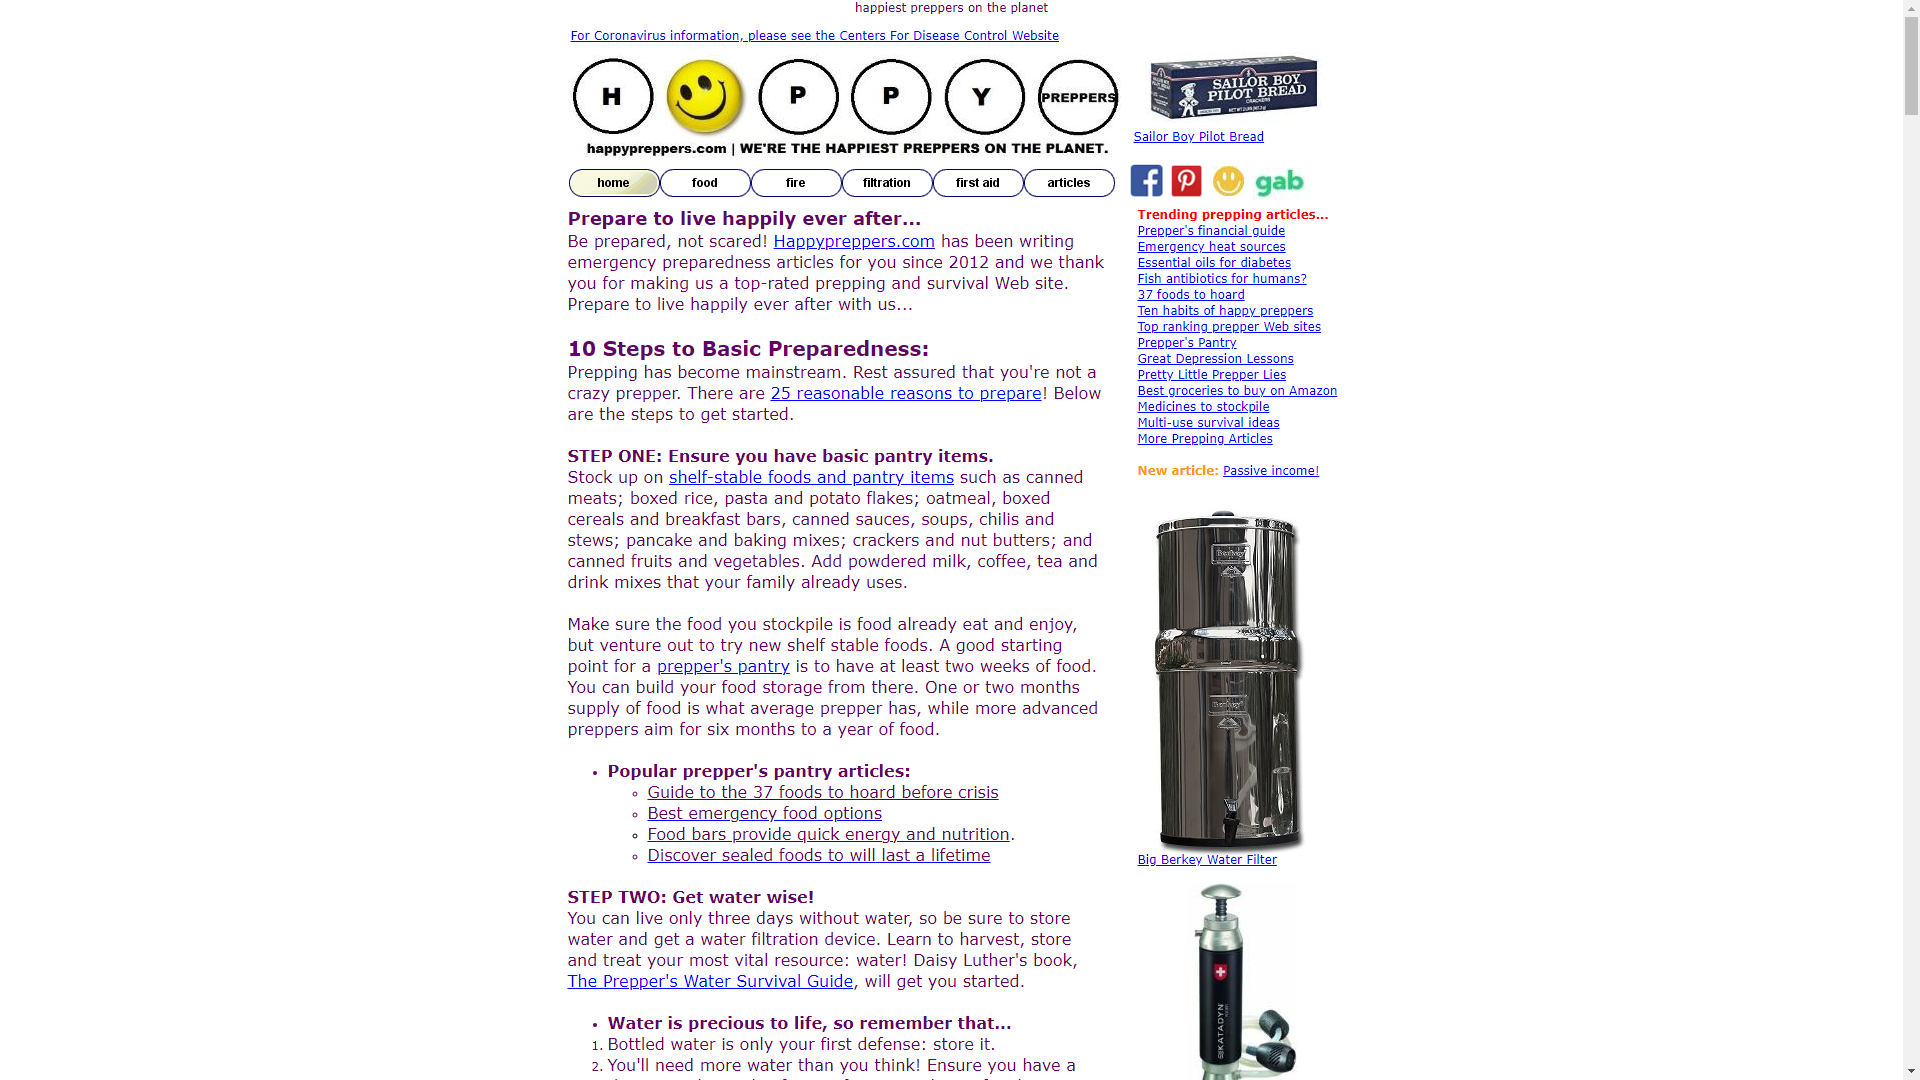 happiest preppers on the planet
For Coronavirus information, please see the Centers For Disease Control Website
H P P Y PREPPERS
happypreppers.com | WE'RE THE HAPPIEST PREPPERS ON THE PLANET.
home food fire filtration first aid articles
Prepare to live happily ever after...
Be prepared, not scared! Happypreppers.com has been writing
emergency preparedness articles for you since 2012 and we thank
you for making us a top-rated prepping and survival Web site.
Prepare to live happily ever after with us...
10 Steps to Basic Preparedness:
Prepping has become mainstream. Rest assured that you're not a
crazy prepper. There are 25 reasonable reasons to prepare! Below
are the steps to get started.
STEP ONE: Ensure you have basic pantry items.
Stock up on shelf-stable foods and pantry items such as canned
meats; boxed rice, pasta and potato flakes; oatmeal, boxed
cereals and breakfast bars, canned sauces, soups, chilis and
stews; pancake and baking mixes; crackers and nut butters; and
canned fruits and vegetables. Add powdered milk, coffee, tea and
drink mixes that your family already uses.
Make sure the food you stockpile is food already eat and enjoy,
but venture out to try new shelf stable foods. A good starting
point for a prepper's pantry is to have at least two weeks of food.
You can build your food storage from there. One or two months
supply of food is what average prepper has, while more advanced
preppers aim for six months to a year of food.
• Popular prepper's pantry articles:
◦ Guide to the 37 foods to hoard before crisis
◦ Best emergency food options
◦ Food bars provide quick energy and nutrition.
◦ Discover sealed foods to will last a lifetime
STEP TWO: Get water wise!
You can live only three days without water, so be sure to store
water and get a water filtration device. Learn to harvest, store
and treat your most vital resource: water! Daisy Luther's book,
The Prepper's Water Survival Guide, will get you started.
• Water is precious to life, so remember that...
1. Bottled water is only your first defense: store it.
2. You'll need more water than you think! Ensure you have a
SAILOR BOY
PILOT BREAD
CRACKERS
Sailor Boy Pilot Bread
gab
Trending prepping articles...
Prepper's financial guide
Emergency heat sources
Essential oils for diabetes
Fish antibiotics for humans?
37 foods to hoard
Ten habits of happy preppers
Top ranking prepper Web sites
Prepper's Pantry
Great Depression Lessons
Pretty Little Prepper Lies
Best groceries to buy on Amazon
Medicines to stockpile
Multi-use survival ideas
More Prepping Articles
New article: Passive income!
Berkey
Berkey
Big Berkey Water Filter
KATADYN